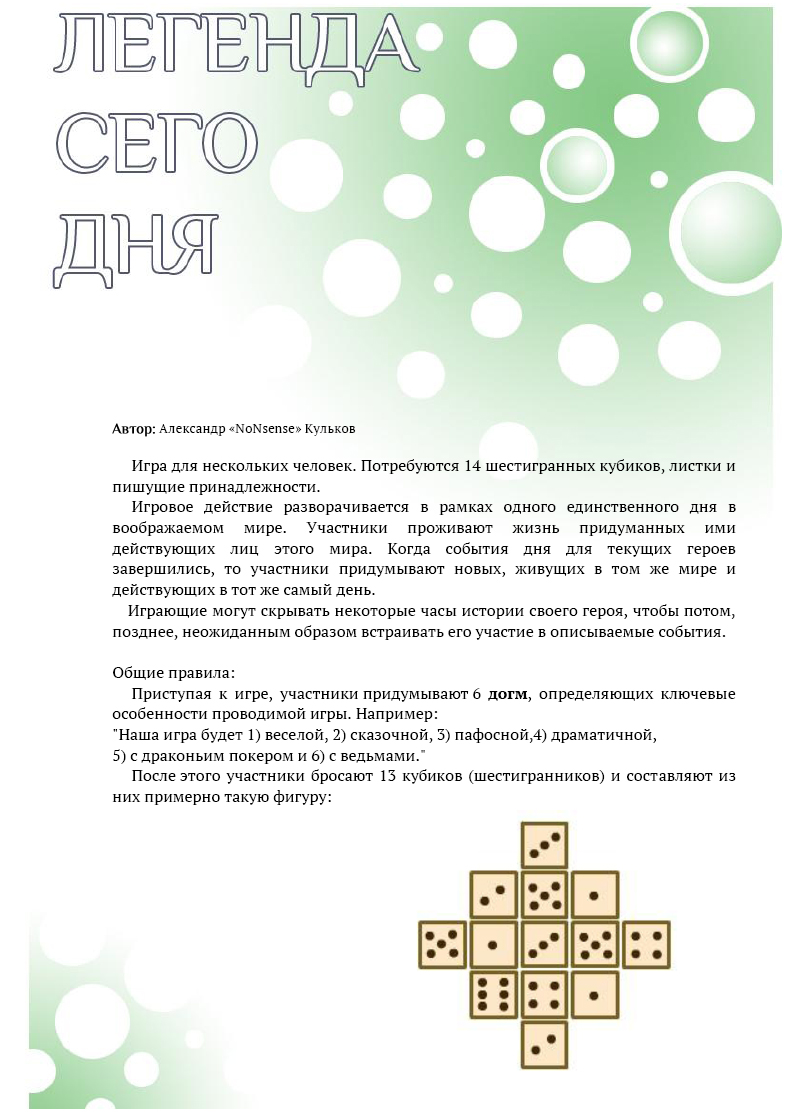 ЛЕГЕНДА
СЕГО
ДНЯ
Автор: Александр «NoNsense» Кульков
Игра для нескольких человек. Потребуются 14 шестигранных кубиков, листки и
пишущие принадлежности.
Игровое действие разворачивается в рамках одного единственного дня в
воображаемом мире. Участники проживают жизнь придуманных ими
действующих лиц этого мира. Когда события дня для текущих героев
завершились, то участники придумывают новых, живущих в том же мире и
действующих в тот же самый день.
Играющие могут скрывать некоторые часы истории своего героя, чтобы потом,
позднее, неожиданным образом встраивать его участие в описываемые события.
Общие правила:
Приступая к игре, участники придумывают 6 догм, определяющих ключевые
особенности проводимой игры. Например:
"Наша игра будет 1) веселой, 2) сказочной, 3) пафосной,4) драматичной,
5) с драконьим покером и 6) с ведьмами."
После этого участники бросают 13 кубиков (шестигранников) и составляют из
них примерно такую фигуру: